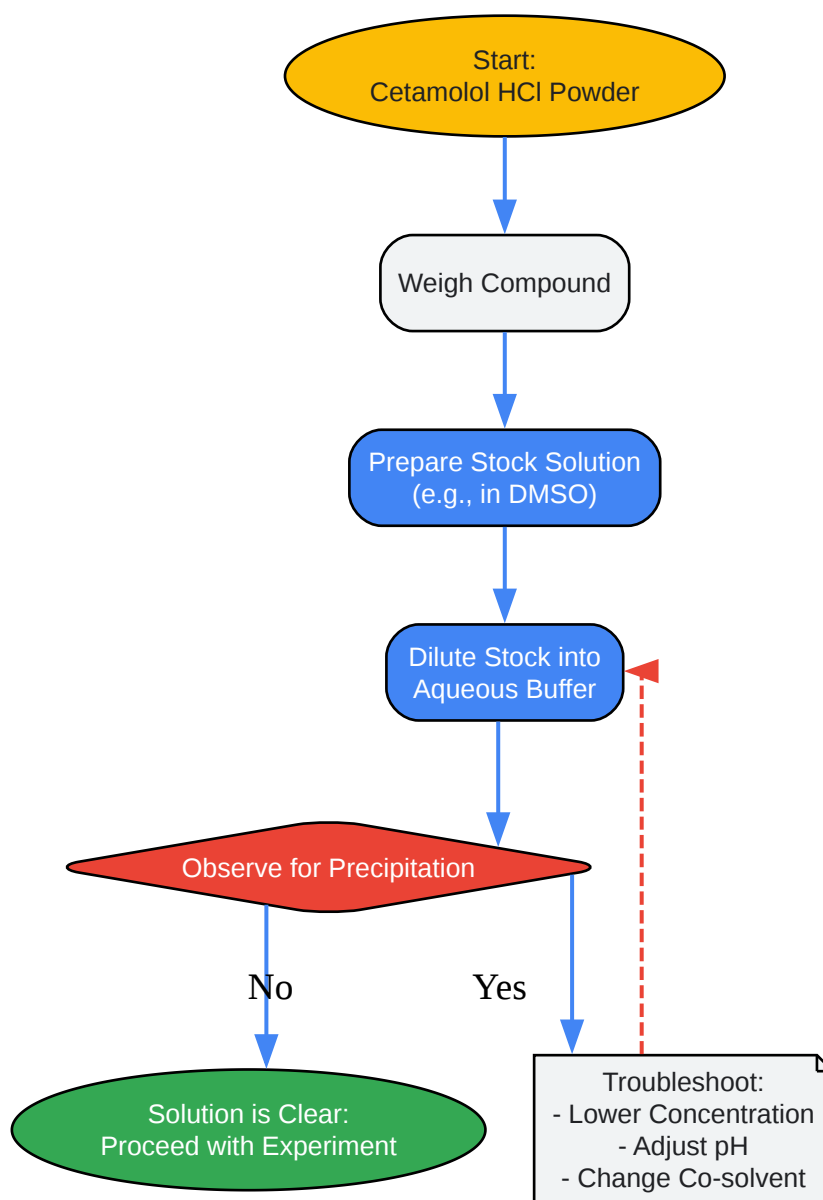 Start:
Cetamolol HCl Powder
Weigh Compound
Prepare Stock Solution
(e.g., in DMSO)
Dilute Stock into
Aqueous Buffer
Observe for Precipitation
No
Yes
Solution is Clear:
Proceed with Experiment
Troubleshoot:
- Lower Concentration
- Adjust pH
- Change Co-solvent